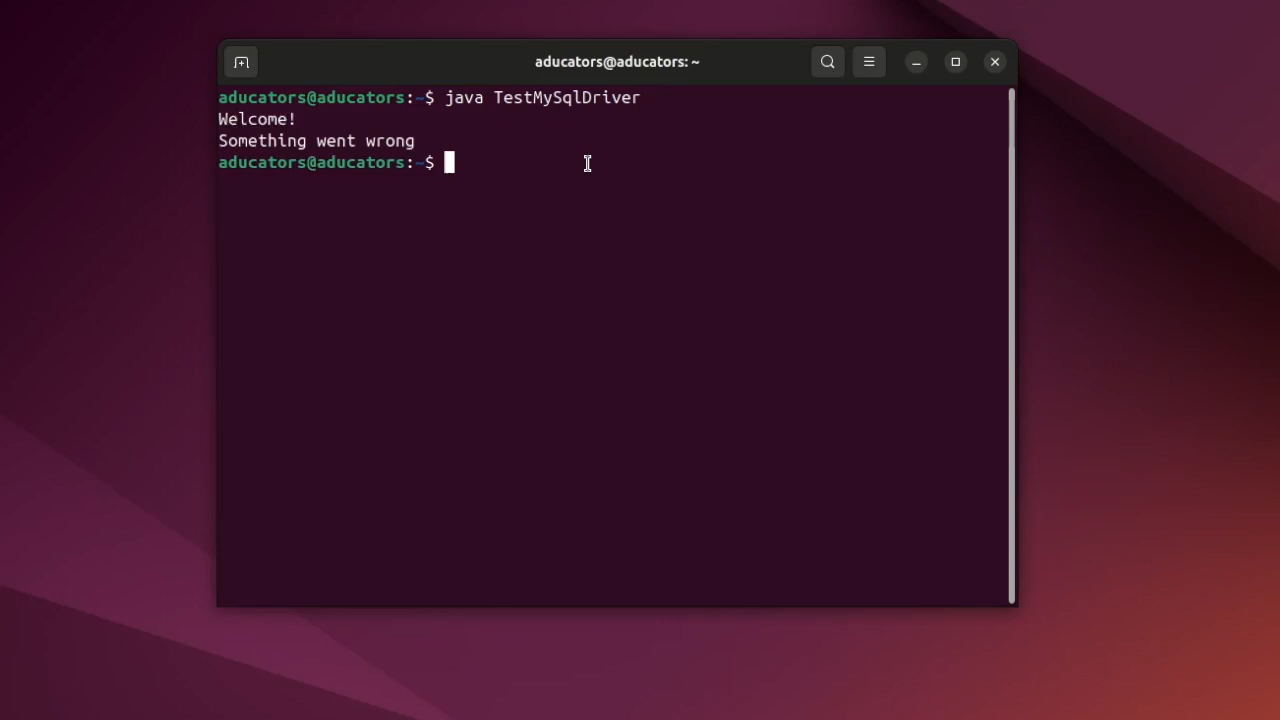 aducators@aducators: ~
aducators@aducators:~$ java TestMySqlDriver
Welcome!
Something went wrong
aducators@aducators:~$